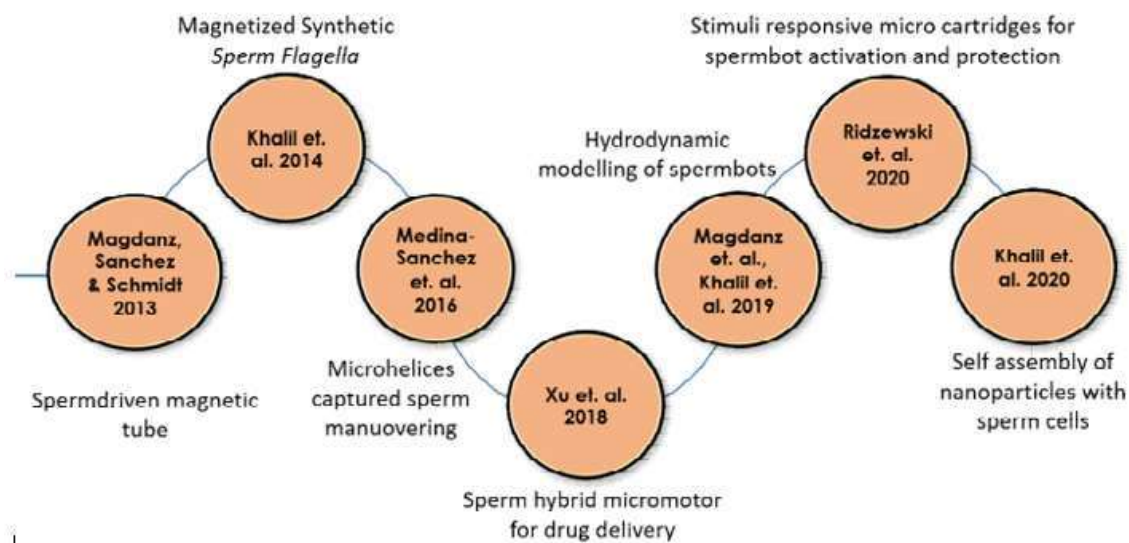 Magnetized Synthetic
Sperm Flagella
Khalil et.
al. 2014
Magdanz,
Sanchez
& Schmidt
2013
Spermdriven magnetic
tube
Medina-
Sanchez
et. al.
2016
Microhelices
captured sperm
manuovering
Xu et. al.
2018
Sperm hybrid micromotor
for drug delivery
Hydrodynamic
modelling of spermbots
Magdanz
et. al.,
Khalil et.
al. 2019
Stimuli responsive micro cartridges for
spermbot activation and protection
Ridzewski
et. al.
2020
Khalil et.
al. 2020
Self assembly of
nanoparticles with
sperm cells